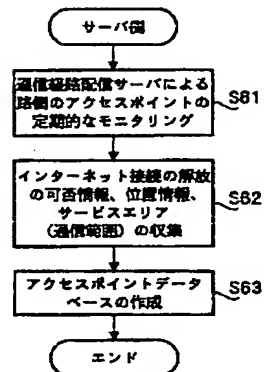 サーバ側
通信経路配信サーバによる
路側のアクセスポイントの
定期的なモニタリング
S61
インターネット接続の解放
の可否情報、位置情報、
サービスエリア
(通信範囲)の収集
S62
アクセスポイントデータ
ベースの作成
S63
エンド